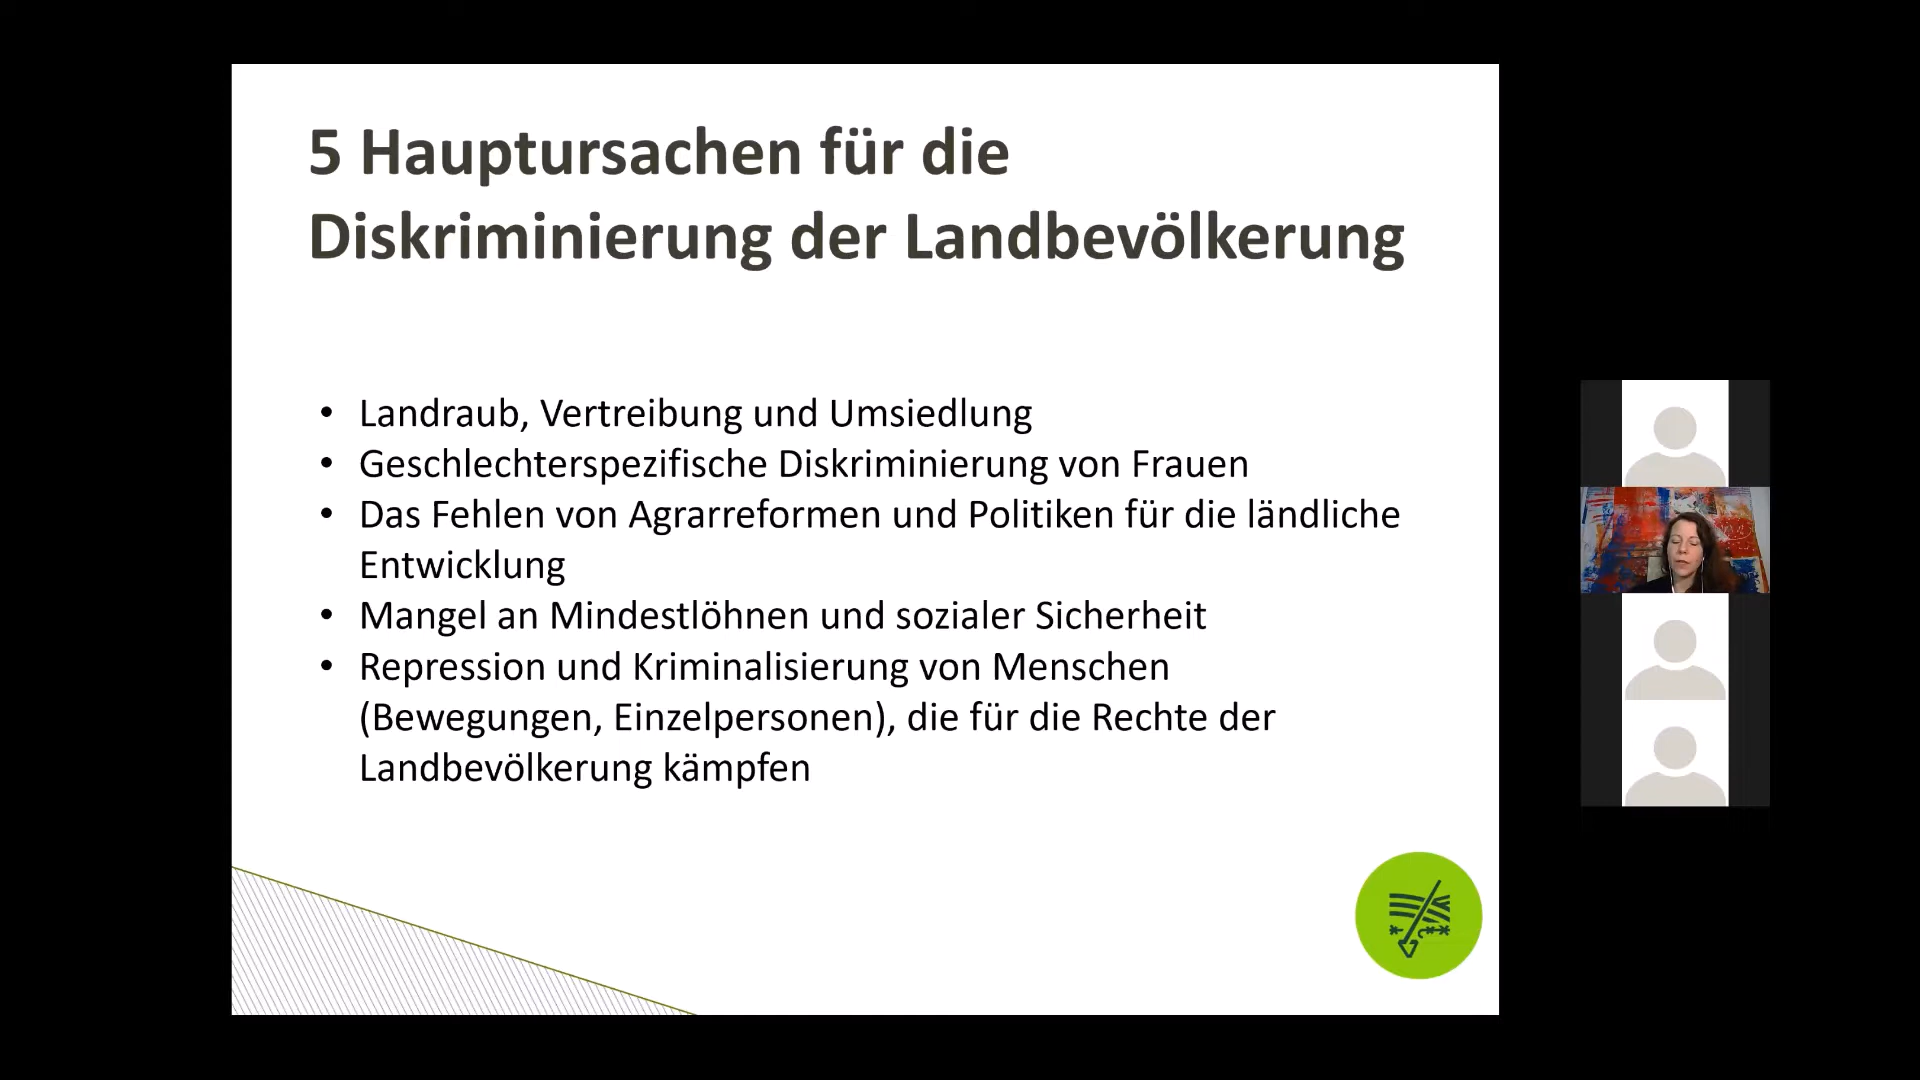 5 Hauptursachen für die
Diskriminierung der Landbevölkerung
• Landraub, Vertreibung und Umsiedlung
• Geschlechterspezifische Diskriminierung von Frauen
• Das Fehlen von Agrarreformen und Politiken für die ländliche
Entwicklung
• Mangel an Mindestlöhnen und sozialer Sicherheit
• Repression und Kriminalisierung von Menschen
(Bewegungen, Einzelpersonen), die für die Rechte der
Landbevölkerung kämpfen